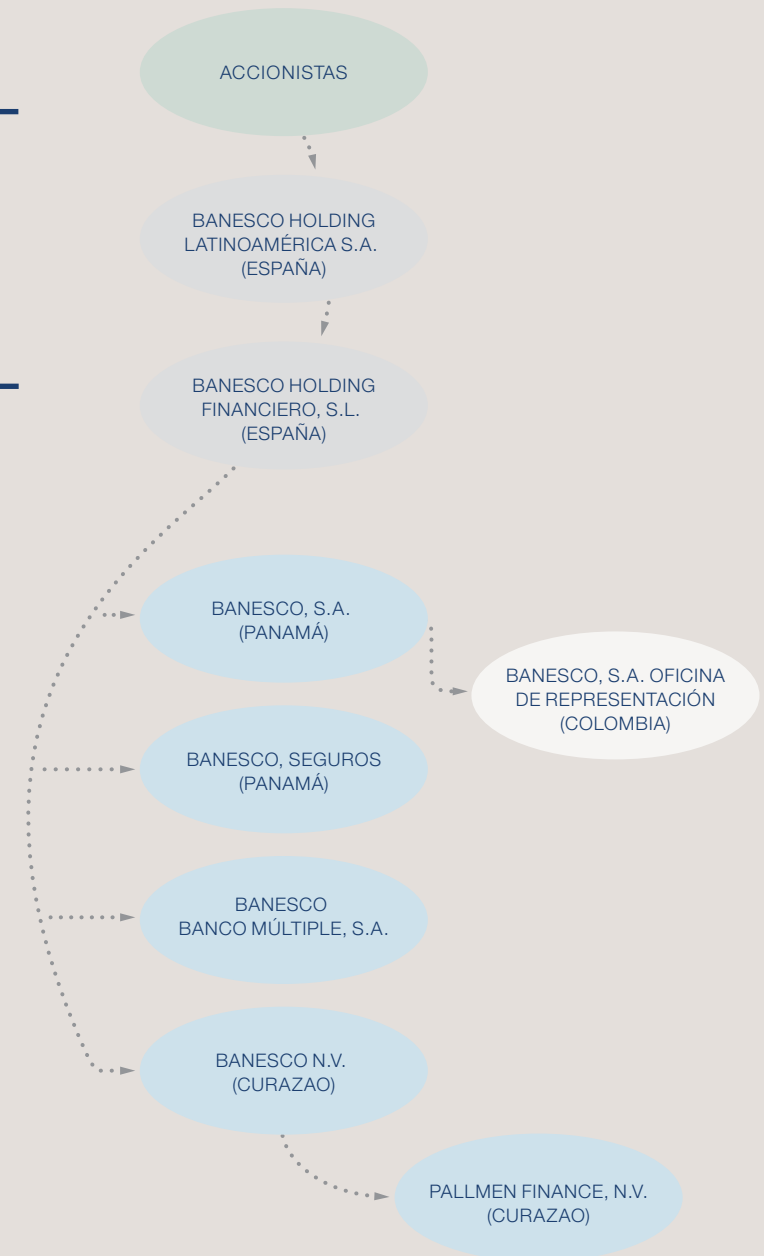 ACCIONISTAS
BANESCO HOLDING
LATINOAMÉRICA S.A.
(ESPAÑA)
BANESCO HOLDING
FINANCIERO, S.L.
(ESPAÑA)
BANESCO, S.A.
(PANAMÁ)
BANESCO, S.A. OFICINA
DE REPRESENTACIÓN
(COLOMBIA)
BANESCO, SEGUROS
(PANAMÁ)
BANESCO
BANCO MÚLTIPLE, S.A.
BANESCO N.V.
(CURAZAO)
PALLMEN FINANCE, N.V.
(CURAZAO)